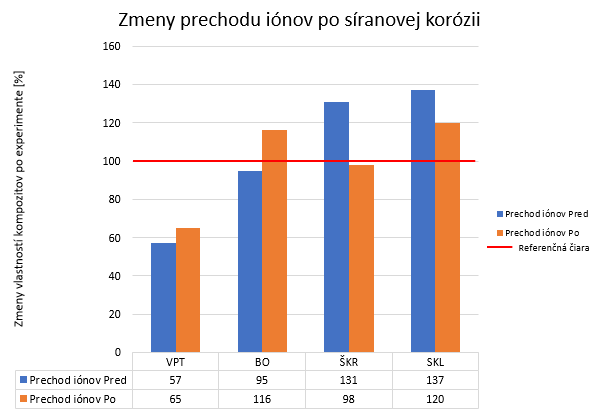 Zmeny prechodu iónov po síranovej korózii
Zmeny vlastností kompozitov po experimente [%]
160
140
120
100
80
60
40
20
0
Prechod iónov Pred
Prechod iónov Po
Referenčná čiara
VPT BO ŠKR SKL
Prechod iónov Pred 57 95 131 137
Prechod iónov Po 65 116 98 120